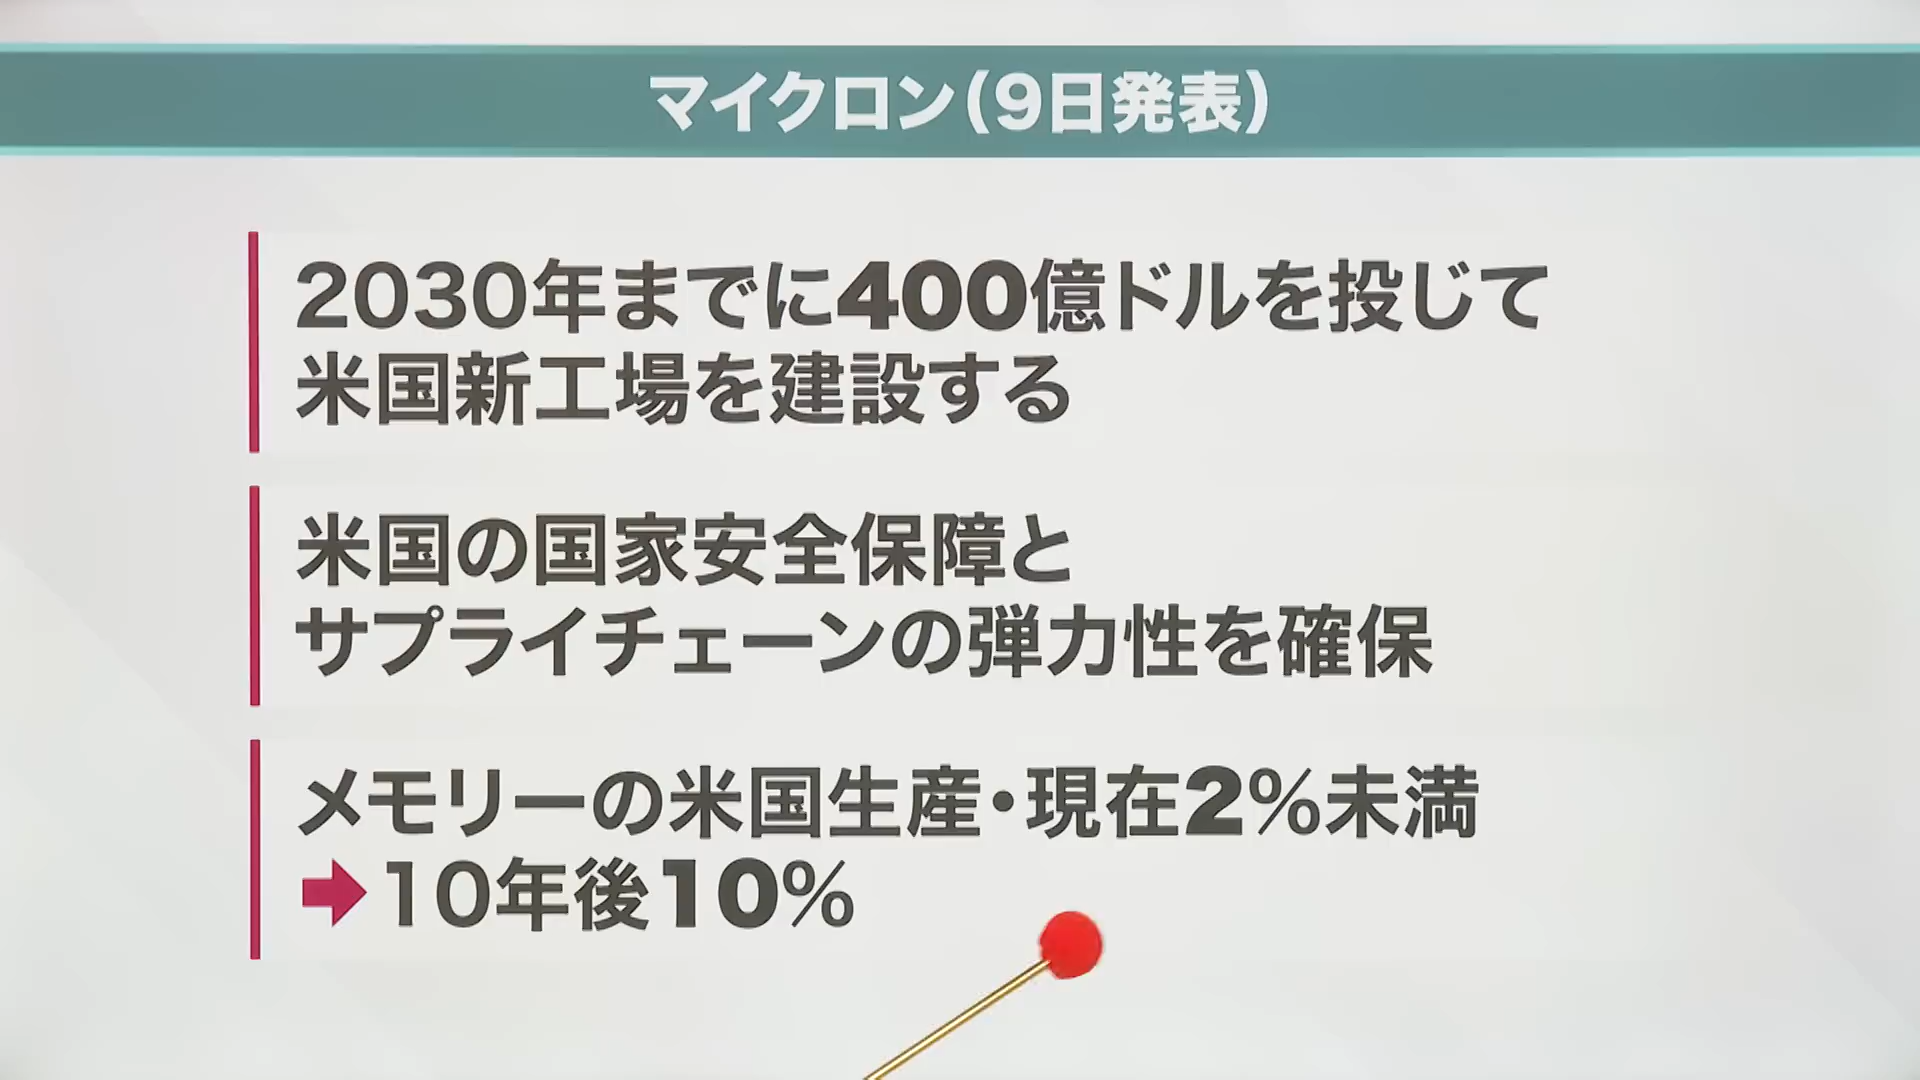 マイクロン(9日発表)
2030年までに400億ドルを投じて
米国新工場を建設する
米国の国家安全保障と
サプライチェーンの弾力性を確保
メモリーの米国生産・現在2%未満
➡10年後10%